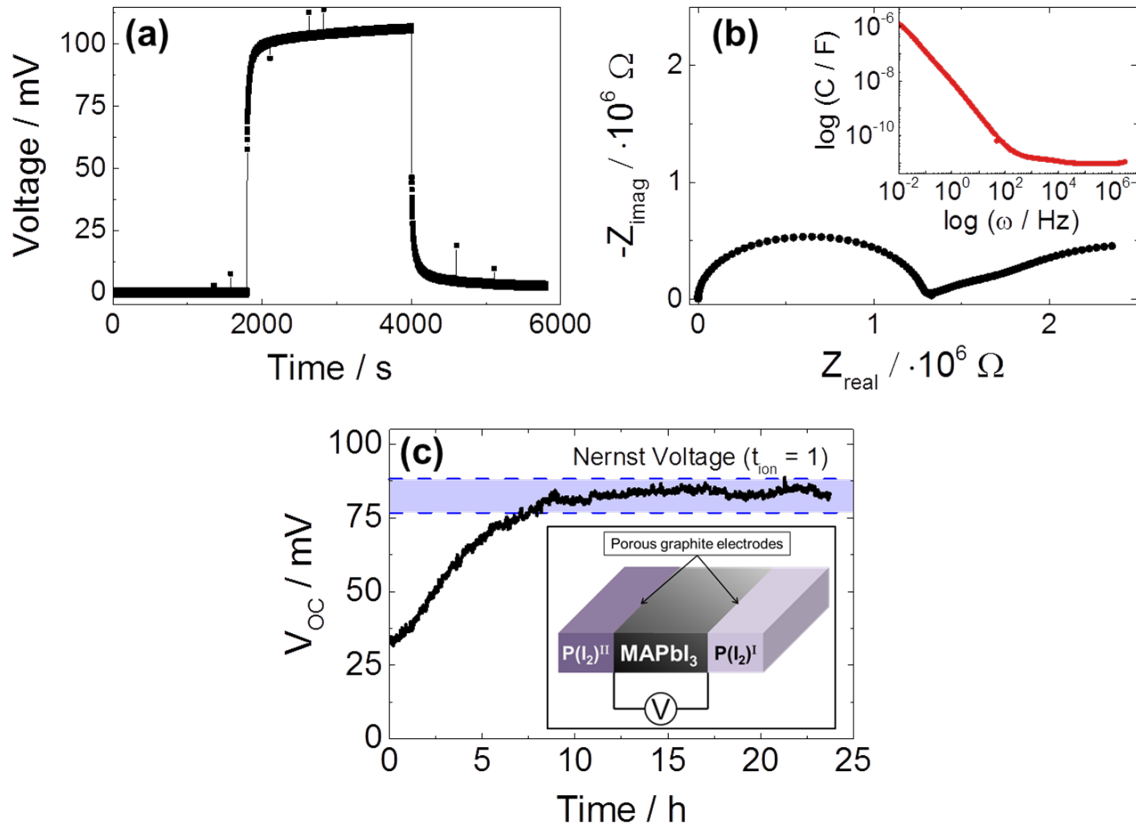 (a)
Voltage / mV
100
75
50
25
0
0 2000 4000 6000
Time / s
(b)
-Z_imag / ·10^6 Ω
2
1
0
0 1 2
Z_real / ·10^6 Ω
log (C / F)
10^-6
10^-8
10^-10
10^-2 10^0 10^2 10^4 10^6
log (ω / Hz)
(c)
Nernst Voltage (t_ion = 1)
V_OC / mV
100
75
50
25
0
Porous graphite electrodes
P(I₂)^II MAPbI₃ P(I₂)^I
V
0 5 10 15 20 25
Time / h